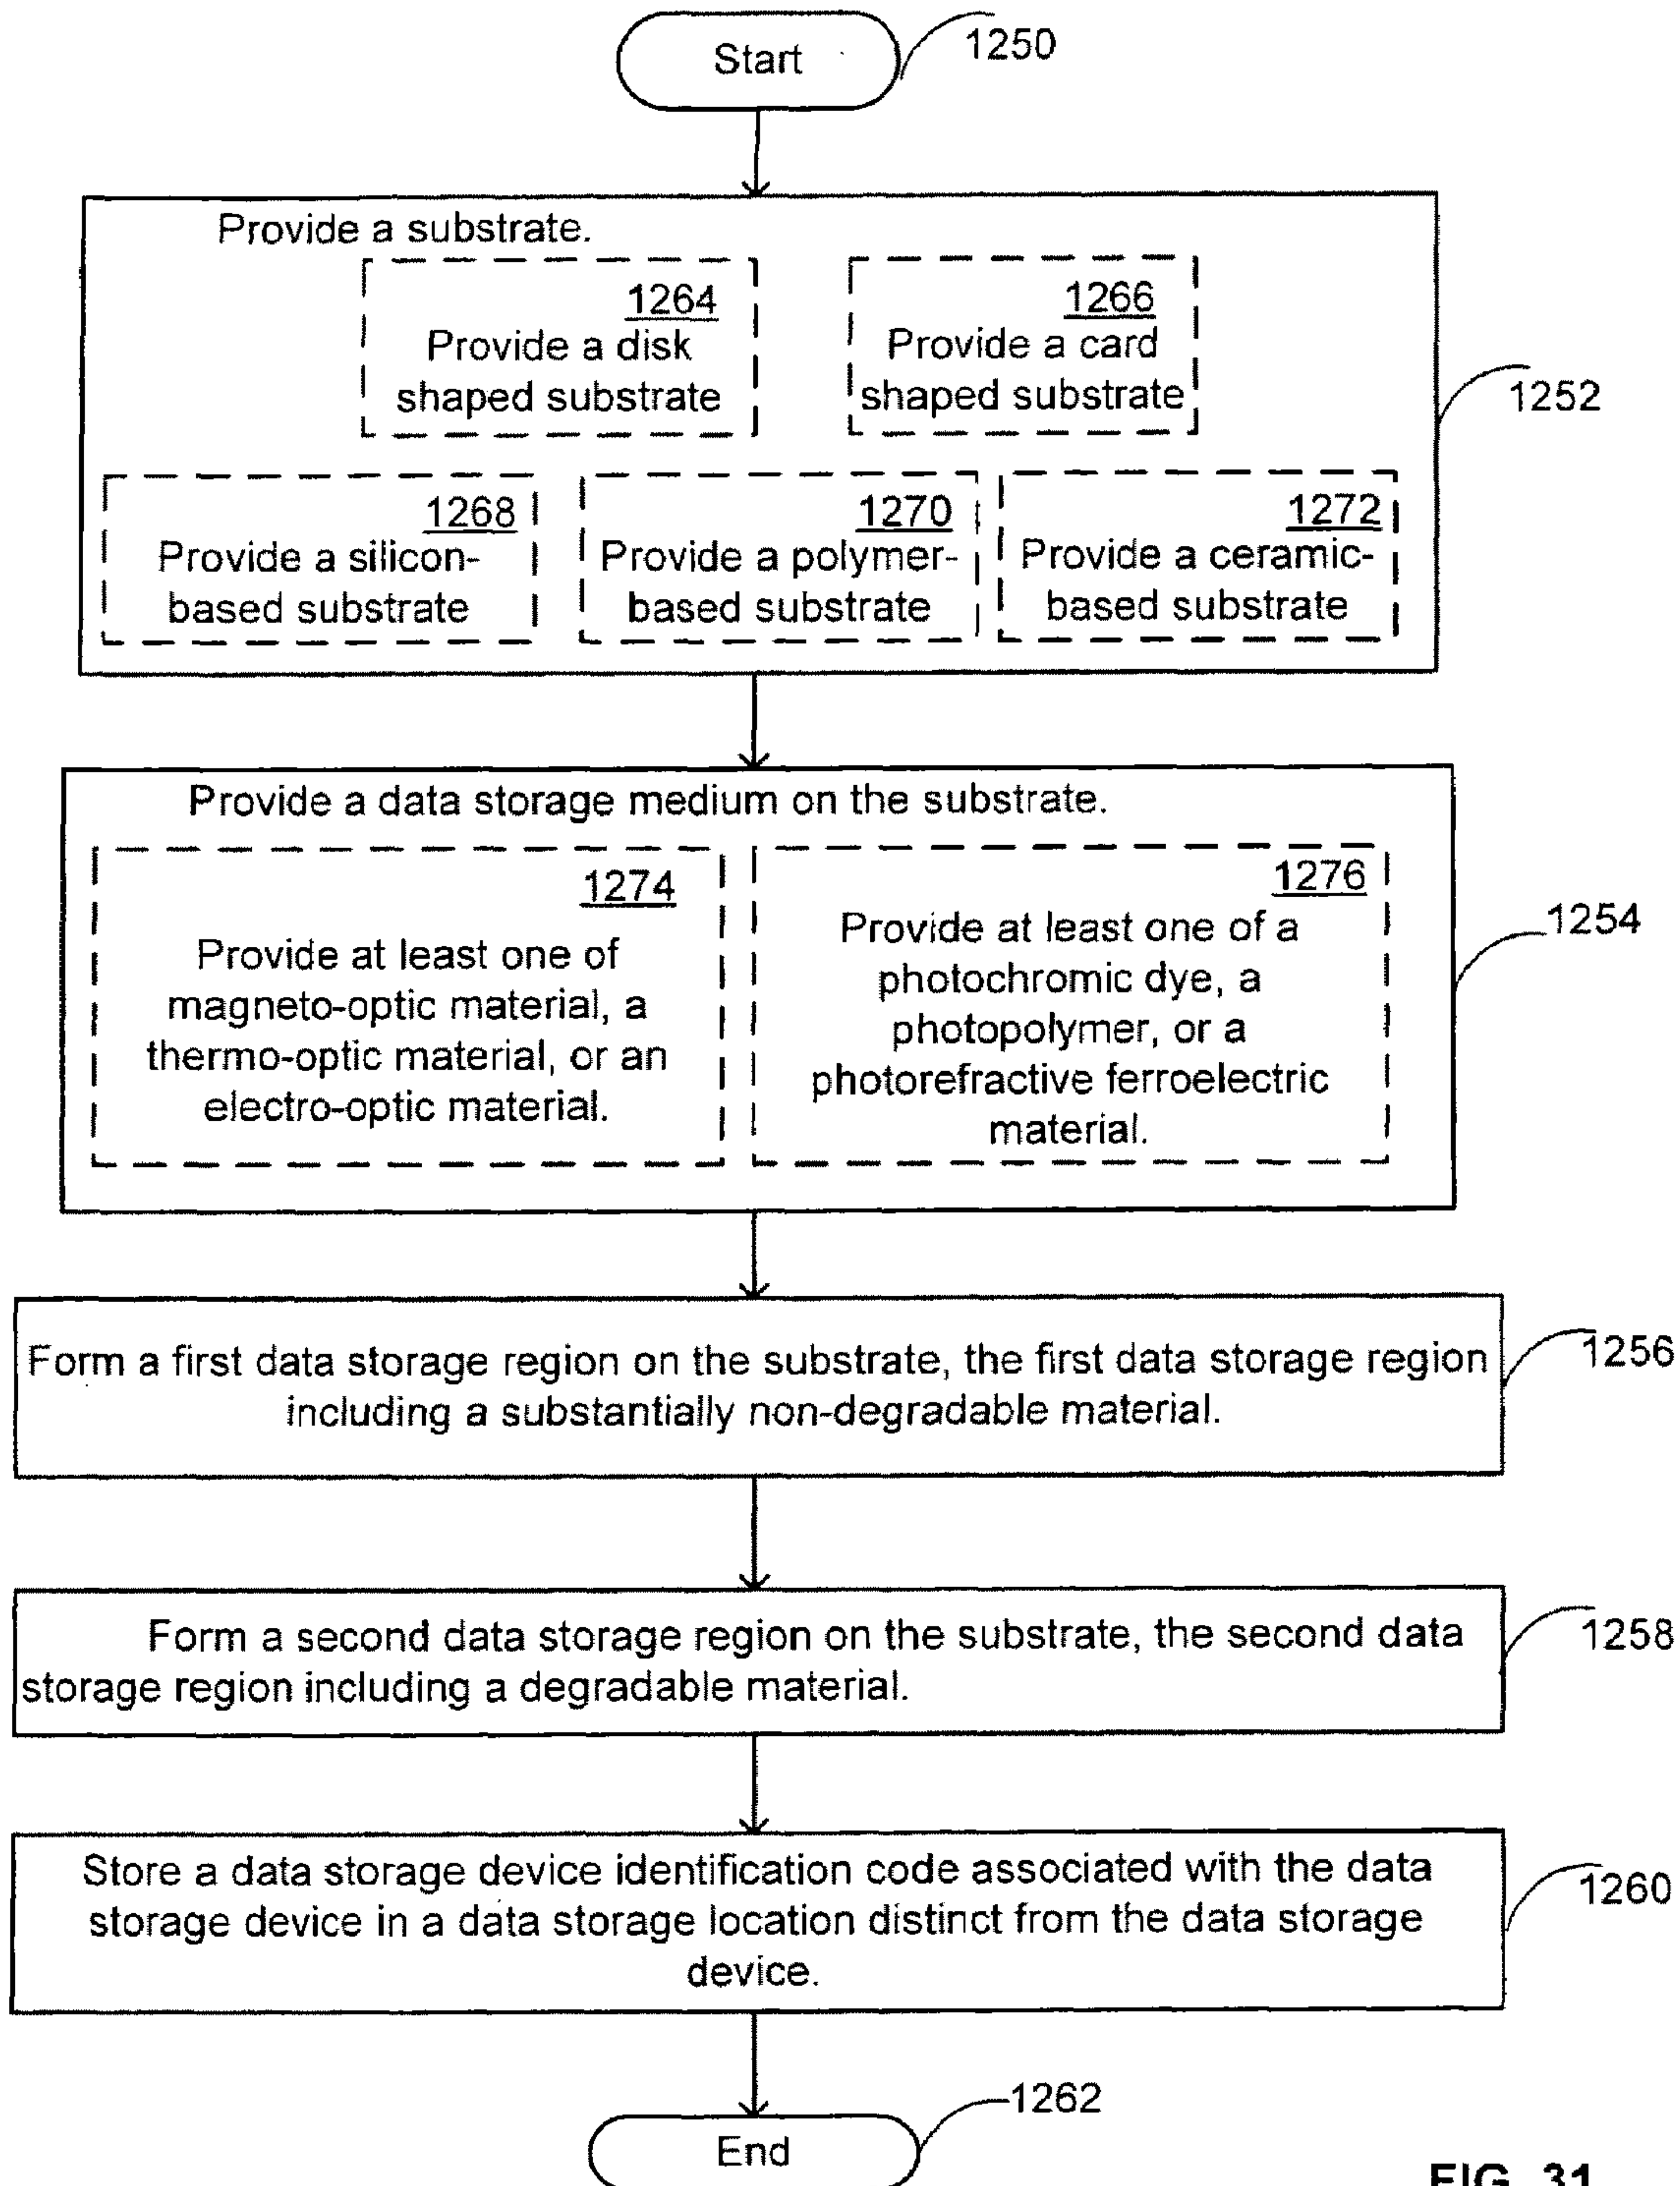 Start
1250
Provide a substrate.
1264
Provide a disk
shaped substrate
1266
Provide a card
shaped substrate
1252
1268
Provide a silicon-
based substrate
1270
Provide a polymer-
based substrate
1272
Provide a ceramic-
based substrate
Provide a data storage medium on the substrate.
1274
Provide at least one of
magneto-optic material, a
thermo-optic material, or an
electro-optic material.
1276
Provide at least one of a
photochromic dye, a
photopolymer, or a
photorefractive ferroelectric
material.
1254
Form a first data storage region on the substrate, the first data storage region
including a substantially non-degradable material.
1256
Form a second data storage region on the substrate, the second data
storage region including a degradable material.
1258
Store a data storage device identification code associated with the data
storage device in a data storage location distinct from the data storage
device.
1260
1262
End
FIG. 31